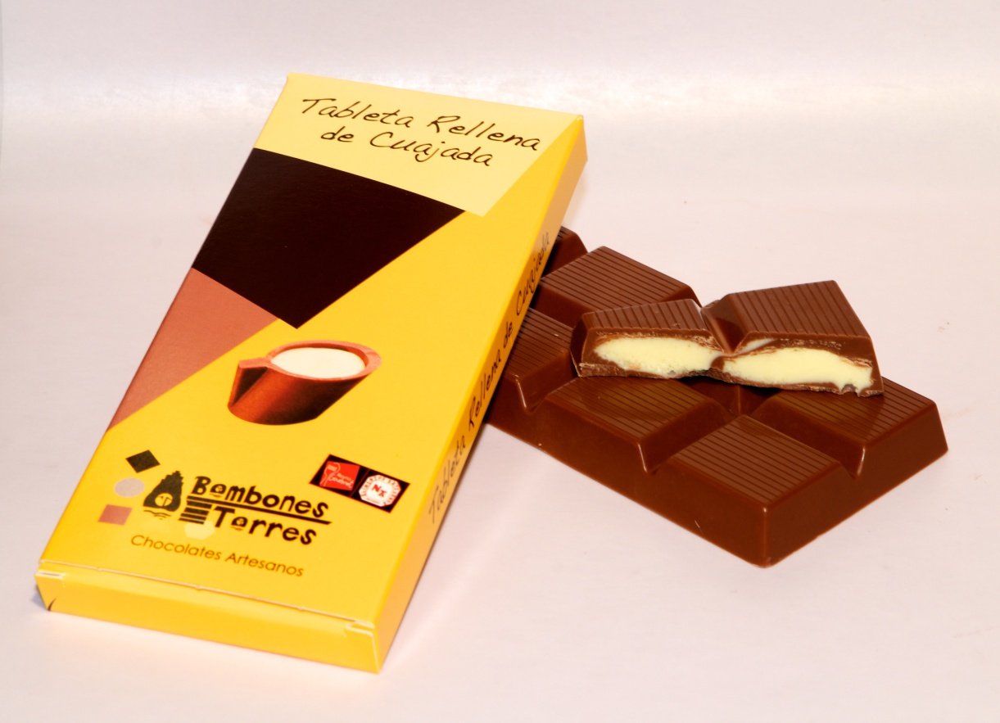 Tableta Rellena
de Cuajada
Tableta Rellena de Cuajada
Bombones
Torres
Chocolates Artesanos